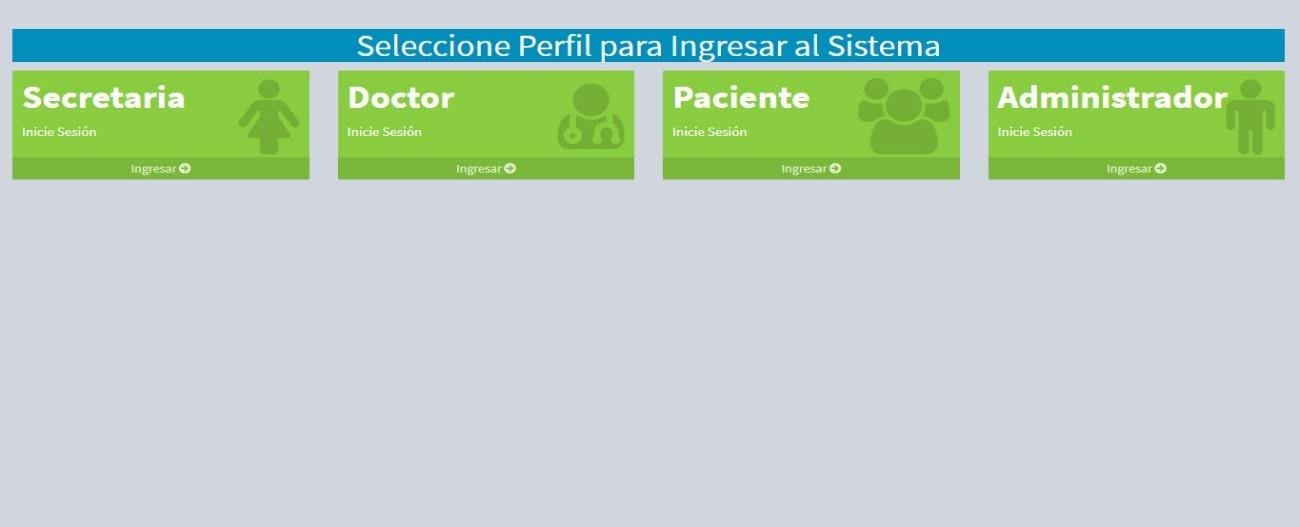 Seleccione Perfil para Ingresar al Sistema
Secretaria
Inicie Sesión
Ingresar
Doctor
Inicie Sesión
Ingresar
Paciente
Inicie Sesión
Ingresar
Administrador
Inicie Sesión
Ingresar